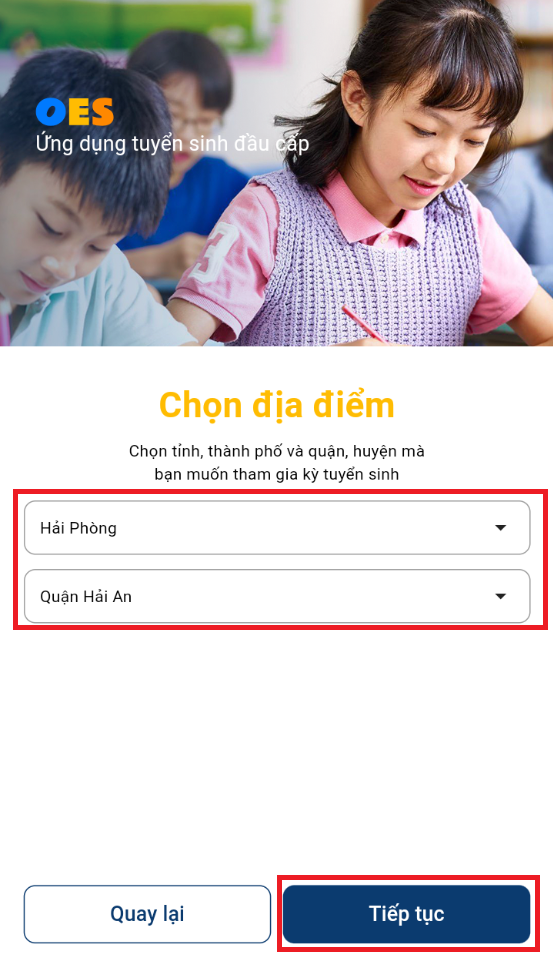 OES
Ứng dụng tuyển sinh đầu cấp
Chọn địa điểm
Chọn tỉnh, thành phố và quận, huyện mà
bạn muốn tham gia kỳ tuyển sinh
Hải Phòng
Quận Hải An
Quay lại
Tiếp tục